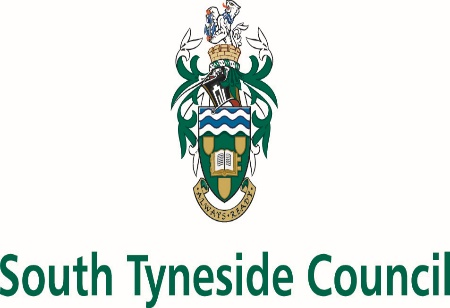 ALWAYS · READY
South Tyneside Council